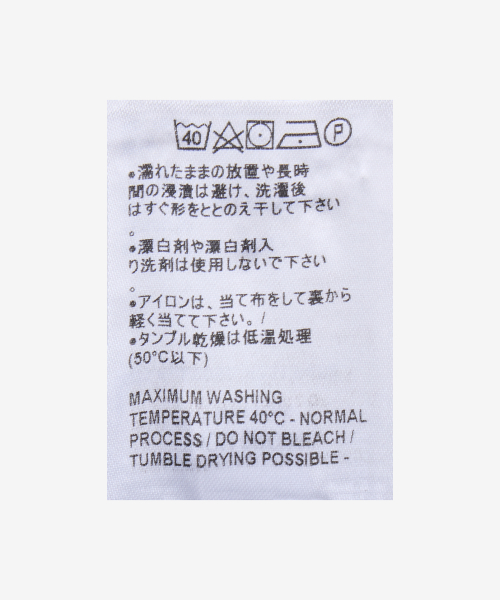 40 P
●濡れたままの放置や長時
間の浸漬は避け、洗濯後
はすぐ形をととのえ干して下さい
。
●漂白剤や漂白剤入
り洗剤は使用しないで下さい
。
●アイロンは、当て布をして裏から
軽く当てて下さい。/
●タンブル乾燥は低温処理
(50°C以下)
MAXIMUM WASHING
TEMPERATURE 40°C - NORMAL
PROCESS / DO NOT BLEACH /
TUMBLE DRYING POSSIBLE -